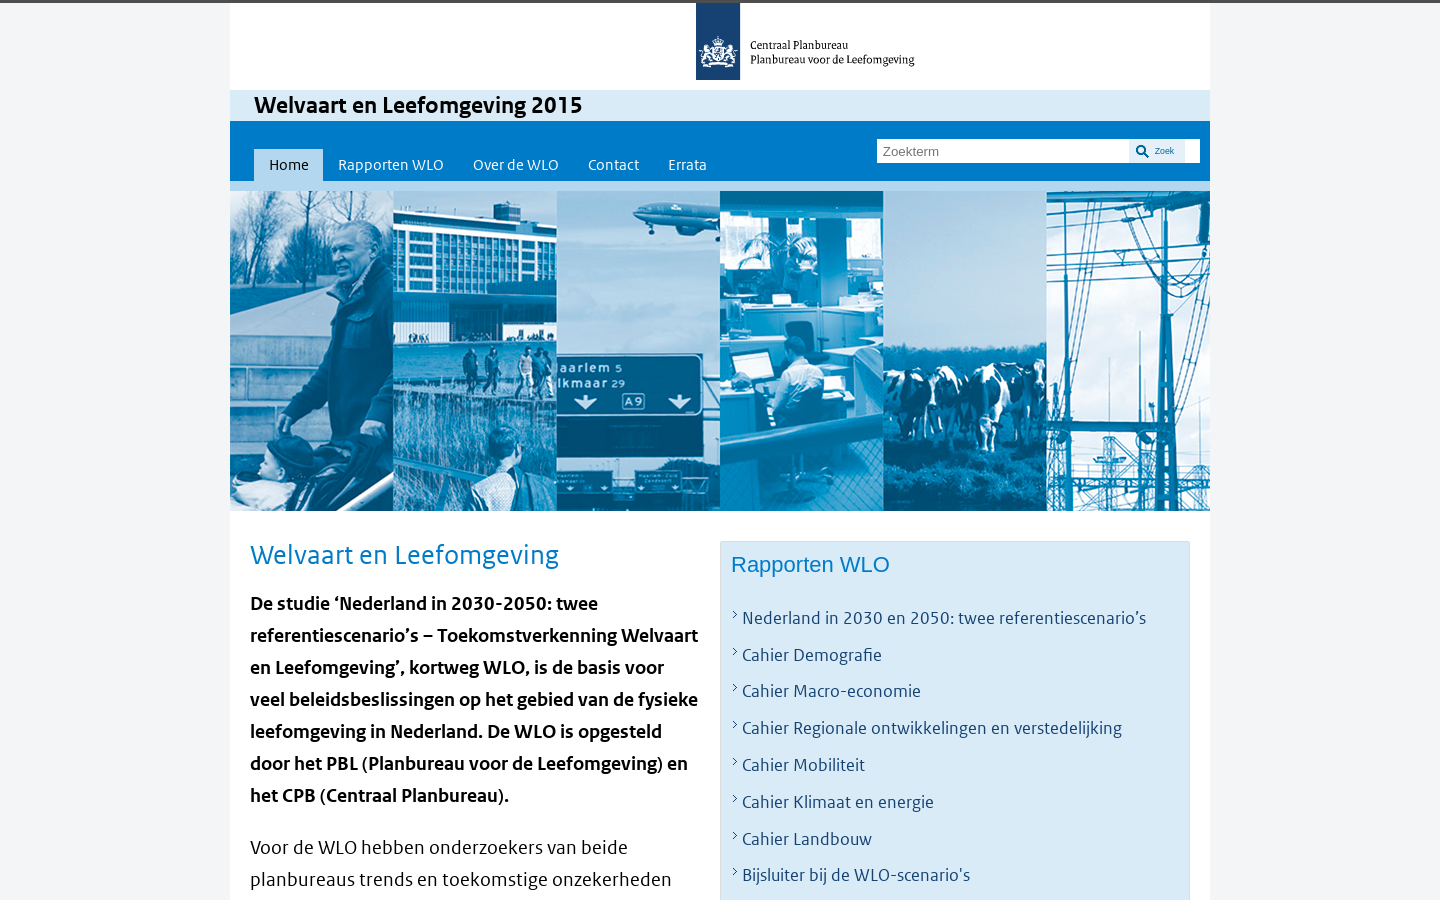 Centraal Planbureau
Planbureau voor de Leefomgeving
Welvaart en Leefomgeving 2015
Home
Rapporten WLO
Over de WLO
Contact
Errata
Zoekterm
Zoek
aarlem 5
lkmaar 29
A9
Welvaart en Leefomgeving
De studie ‘Nederland in 2030-2050: twee
referentiescenario’s – Toekomstverkenning Welvaart
en Leefomgeving’, kortweg WLO, is de basis voor
veel beleidsbeslissingen op het gebied van de fysieke
leefomgeving in Nederland. De WLO is opgesteld
door het PBL (Planbureau voor de Leefomgeving) en
het CPB (Centraal Planbureau).
Voor de WLO hebben onderzoekers van beide
planbureaus trends en toekomstige onzekerheden
Rapporten WLO
Nederland in 2030 en 2050: twee referentiescenario’s
Cahier Demografie
Cahier Macro-economie
Cahier Regionale ontwikkelingen en verstedelijking
Cahier Mobiliteit
Cahier Klimaat en energie
Cahier Landbouw
Bijsluiter bij de WLO-scenario's